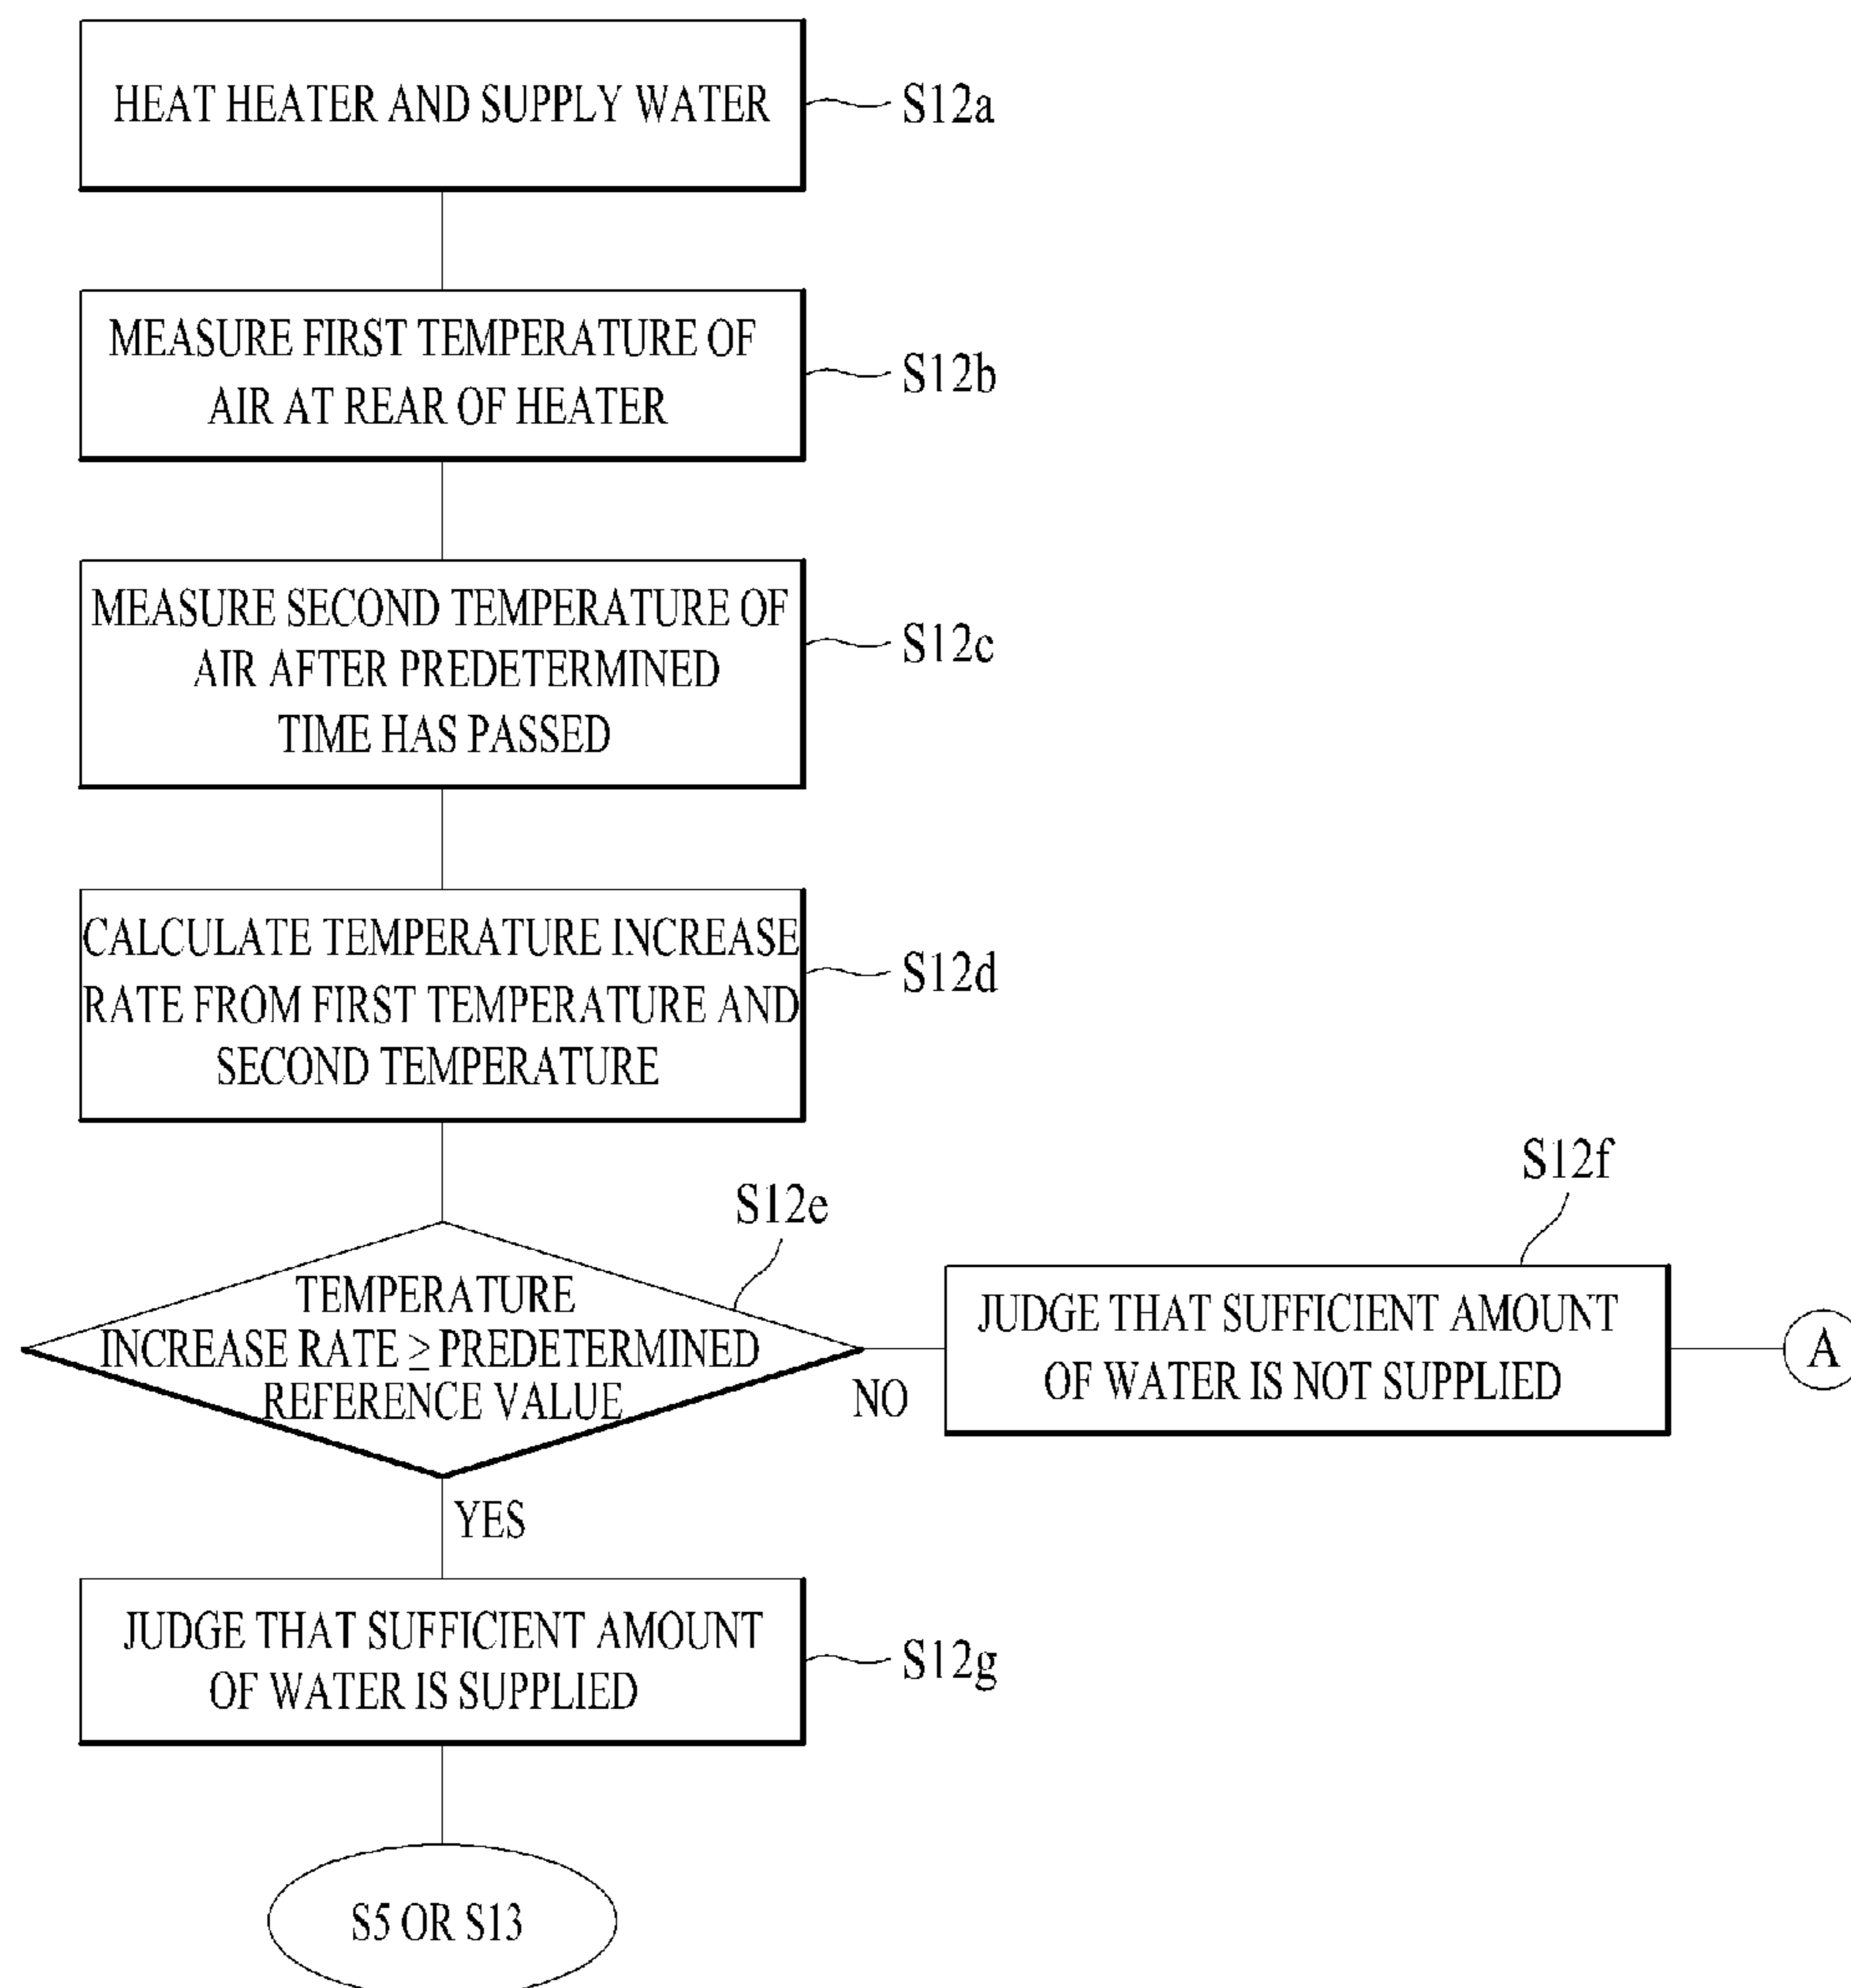 HEAT HEATER AND SUPPLY WATER
S12a
MEASURE FIRST TEMPERATURE OF
AIR AT REAR OF HEATER
S12b
MEASURE SECOND TEMPERATURE OF
AIR AFTER PREDETERMINED
TIME HAS PASSED
S12c
CALCULATE TEMPERATURE INCREASE
RATE FROM FIRST TEMPERATURE AND
SECOND TEMPERATURE
S12d
S12e
TEMPERATURE
INCREASE RATE ≥ PREDETERMINED
REFERENCE VALUE
NO
S12f
JUDGE THAT SUFFICIENT AMOUNT
OF WATER IS NOT SUPPLIED
A
YES
JUDGE THAT SUFFICIENT AMOUNT
OF WATER IS SUPPLIED
S12g
S5 OR S13